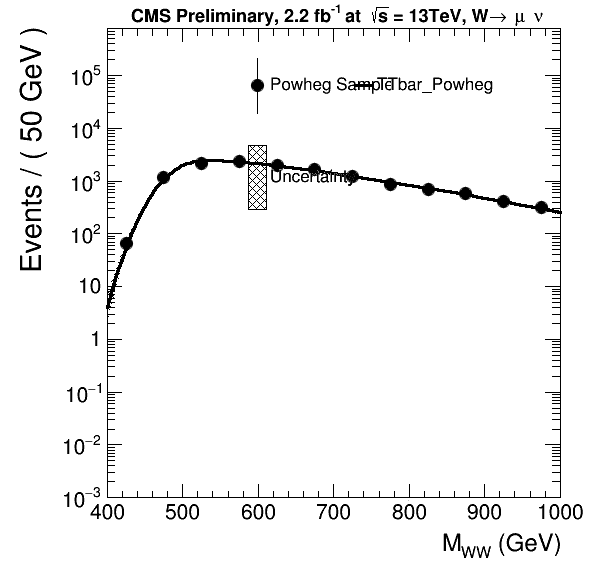 CMS Preliminary, 2.2 fb⁻¹ at √s = 13TeV, W→ μ ν
Events / ( 50 GeV )
10⁵
10⁴
10³
10²
10
1
10⁻¹
10⁻²
10⁻³
Powheg Sample
TTbar_Powheg
Uncertainty
400 500 600 700 800 900 1000
M_WW (GeV)